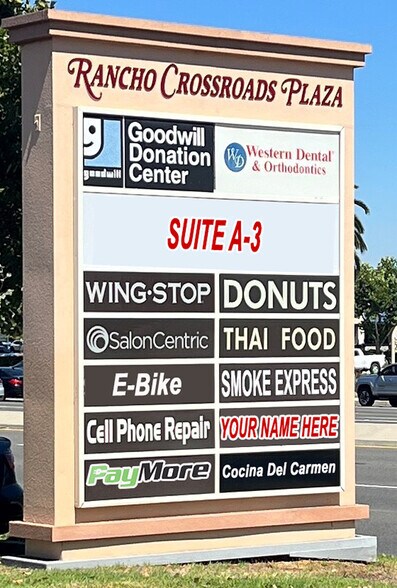 RANCHO CROSSROADS PLAZA
g
goodwill
Goodwill
Donation
Center
WD
Western Dental
& Orthodontics
SUITE A-3
WING·STOP
DONUTS
SalonCentric
THAI FOOD
E-Bike
SMOKE EXPRESS
Cell Phone Repair
YOUR NAME HERE
PayMore
Cocina Del Carmen